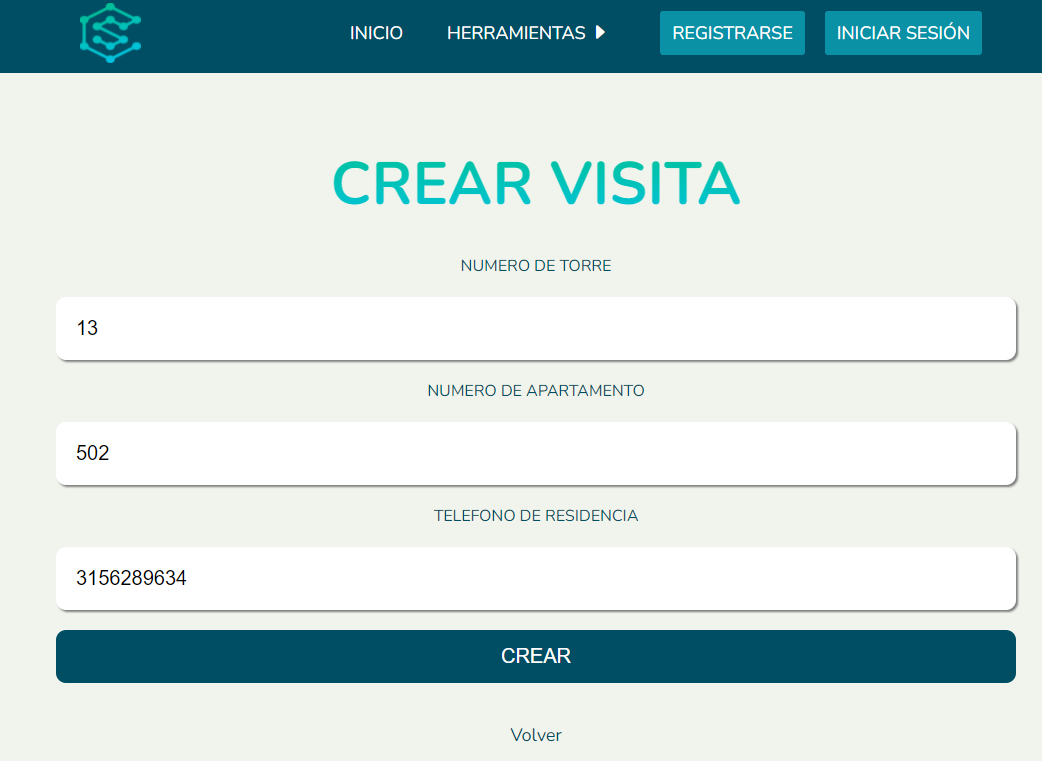 INICIO HERRAMIENTAS REGISTRARSE INICIAR SESIÓN
CREAR VISITA
NUMERO DE TORRE
13
NUMERO DE APARTAMENTO
502
TELEFONO DE RESIDENCIA
3156289634
CREAR
Volver